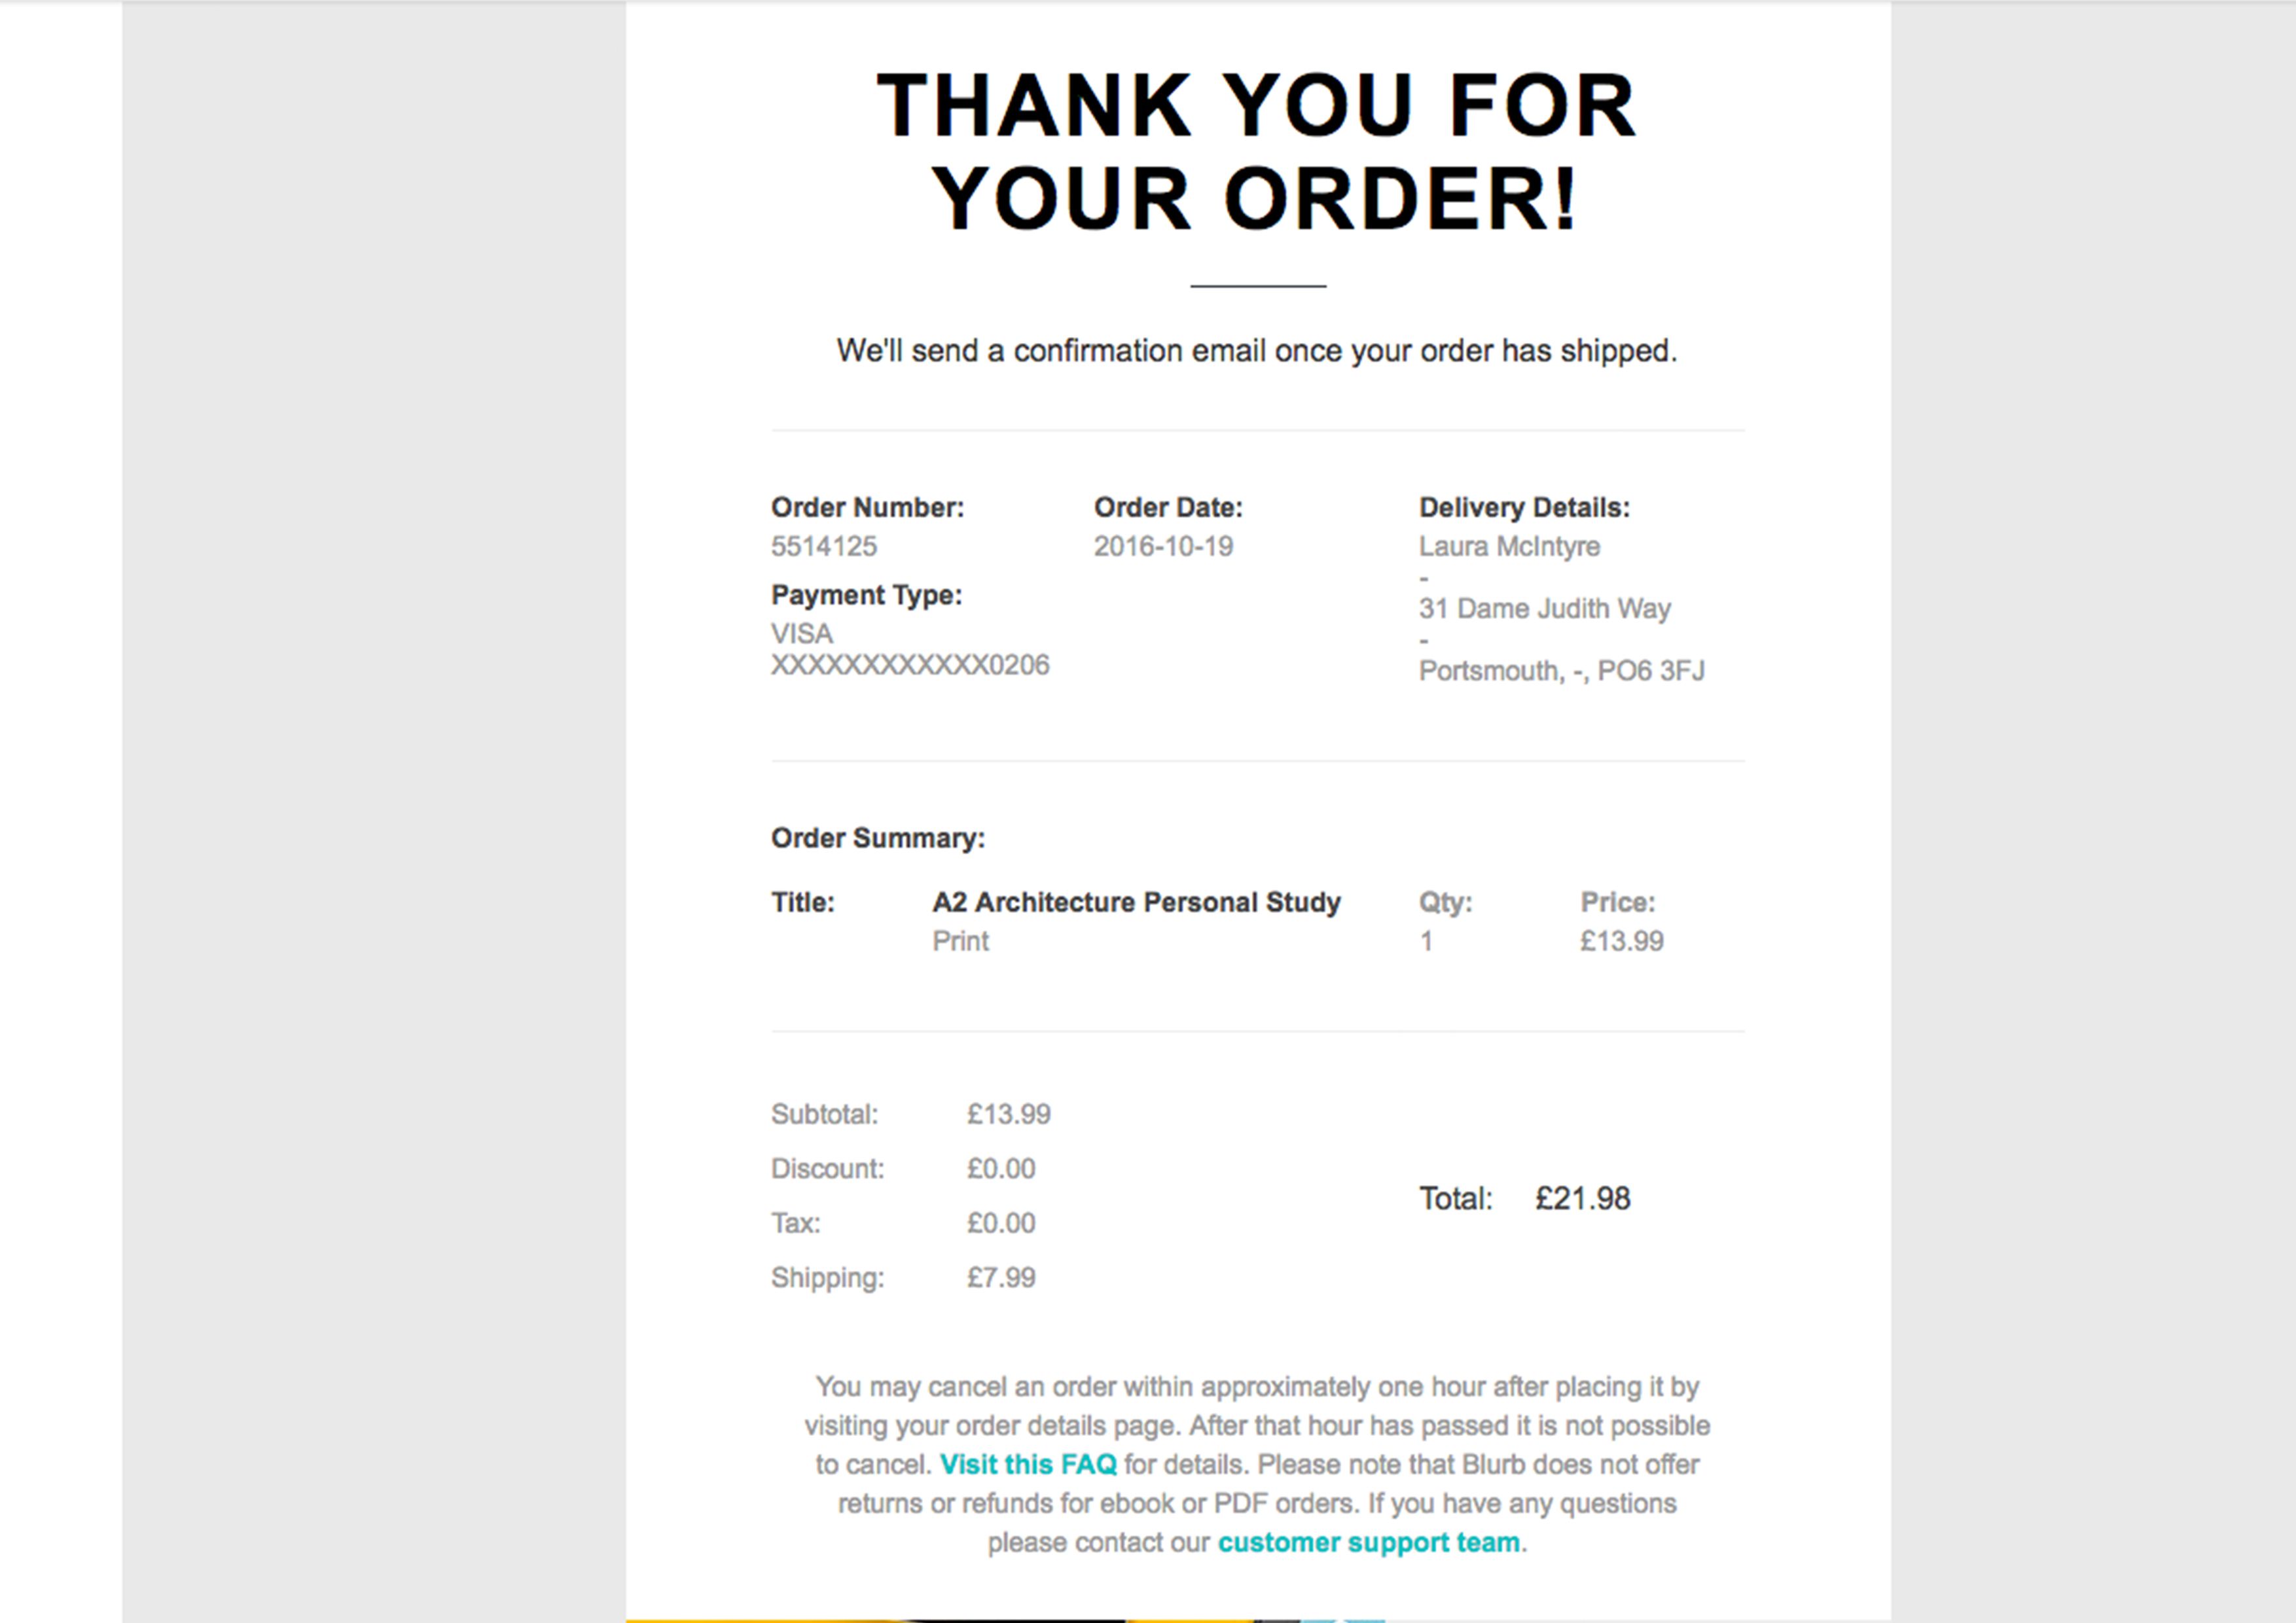 THANK YOU FOR
YOUR ORDER!
We'll send a confirmation email once your order has shipped.
Order Number:
5514125
Payment Type:
VISA
XXXXXXXXXXXX0206
Order Date:
2016-10-19
Delivery Details:
Laura McIntyre
-
31 Dame Judith Way
-
Portsmouth, -, PO6 3FJ
Order Summary:
Title: A2 Architecture Personal Study Qty: Price:
Print 1 £13.99
Subtotal: £13.99
Discount: £0.00
Tax: £0.00
Shipping: £7.99
Total: £21.98
You may cancel an order within approximately one hour after placing it by
visiting your order details page. After that hour has passed it is not possible
to cancel. Visit this FAQ for details. Please note that Blurb does not offer
returns or refunds for ebook or PDF orders. If you have any questions
please contact our customer support team.